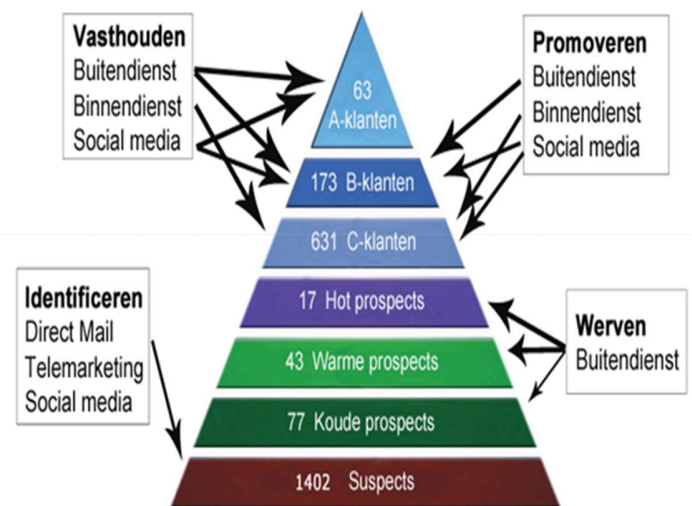 Vasthouden
Buitendienst
Binnendienst
Social media
Promoveren
Buitendienst
Binnendienst
Social media
63
A-klanten
173 B-klanten
631 C-klanten
17 Hot prospects
43 Warme prospects
77 Koude prospects
1402 Suspects
Identificeren
Direct Mail
Telemarketing
Social media
Werven
Buitendienst